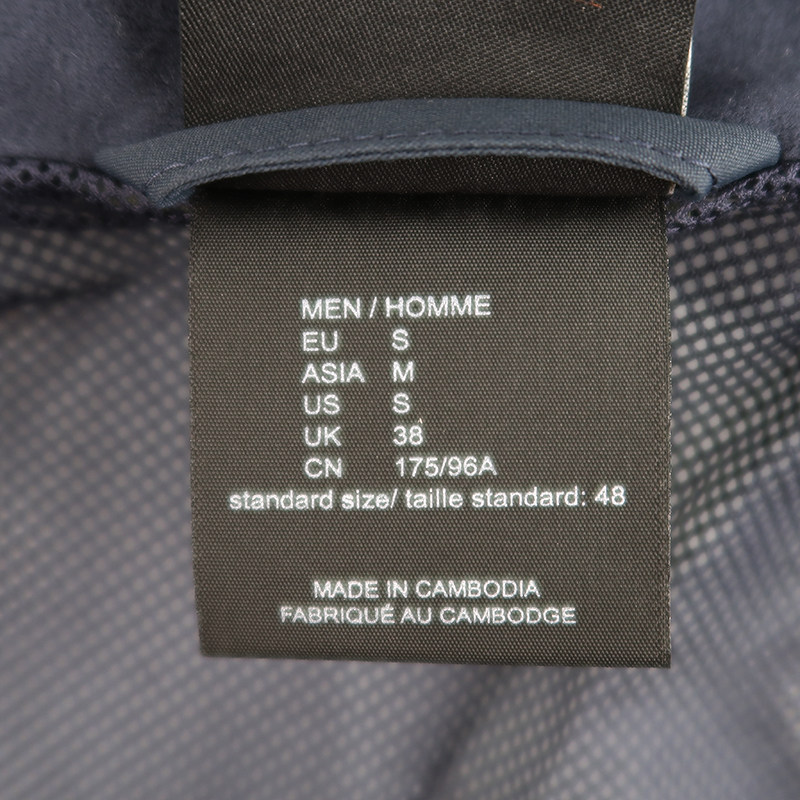 MEN / HOMME
EU S
ASIA M
US S
UK 38
CN 175/96A
standard size/ taille standard: 48
MADE IN CAMBODIA
FABRIQUÉ AU CAMBODGE